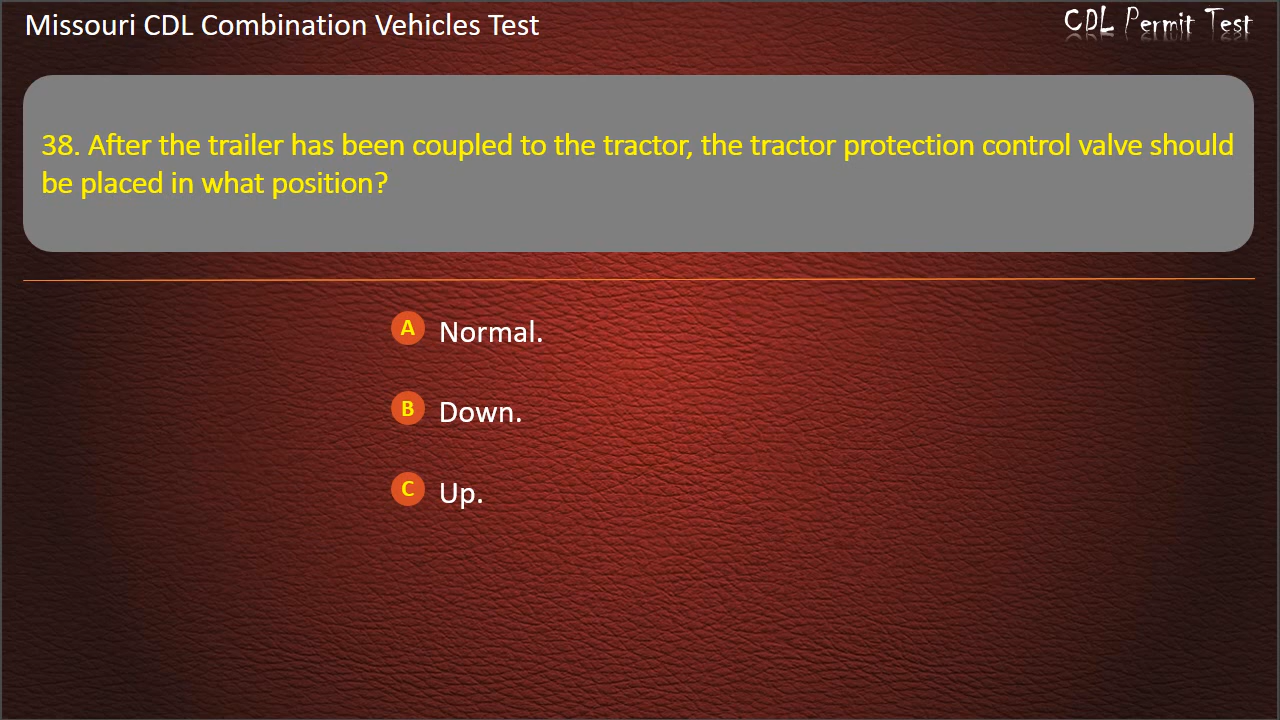 Missouri CDL Combination Vehicles Test
CDL Permit Test
38. After the trailer has been coupled to the tractor, the tractor protection control valve should
be placed in what position?
A Normal.
B Down.
C Up.